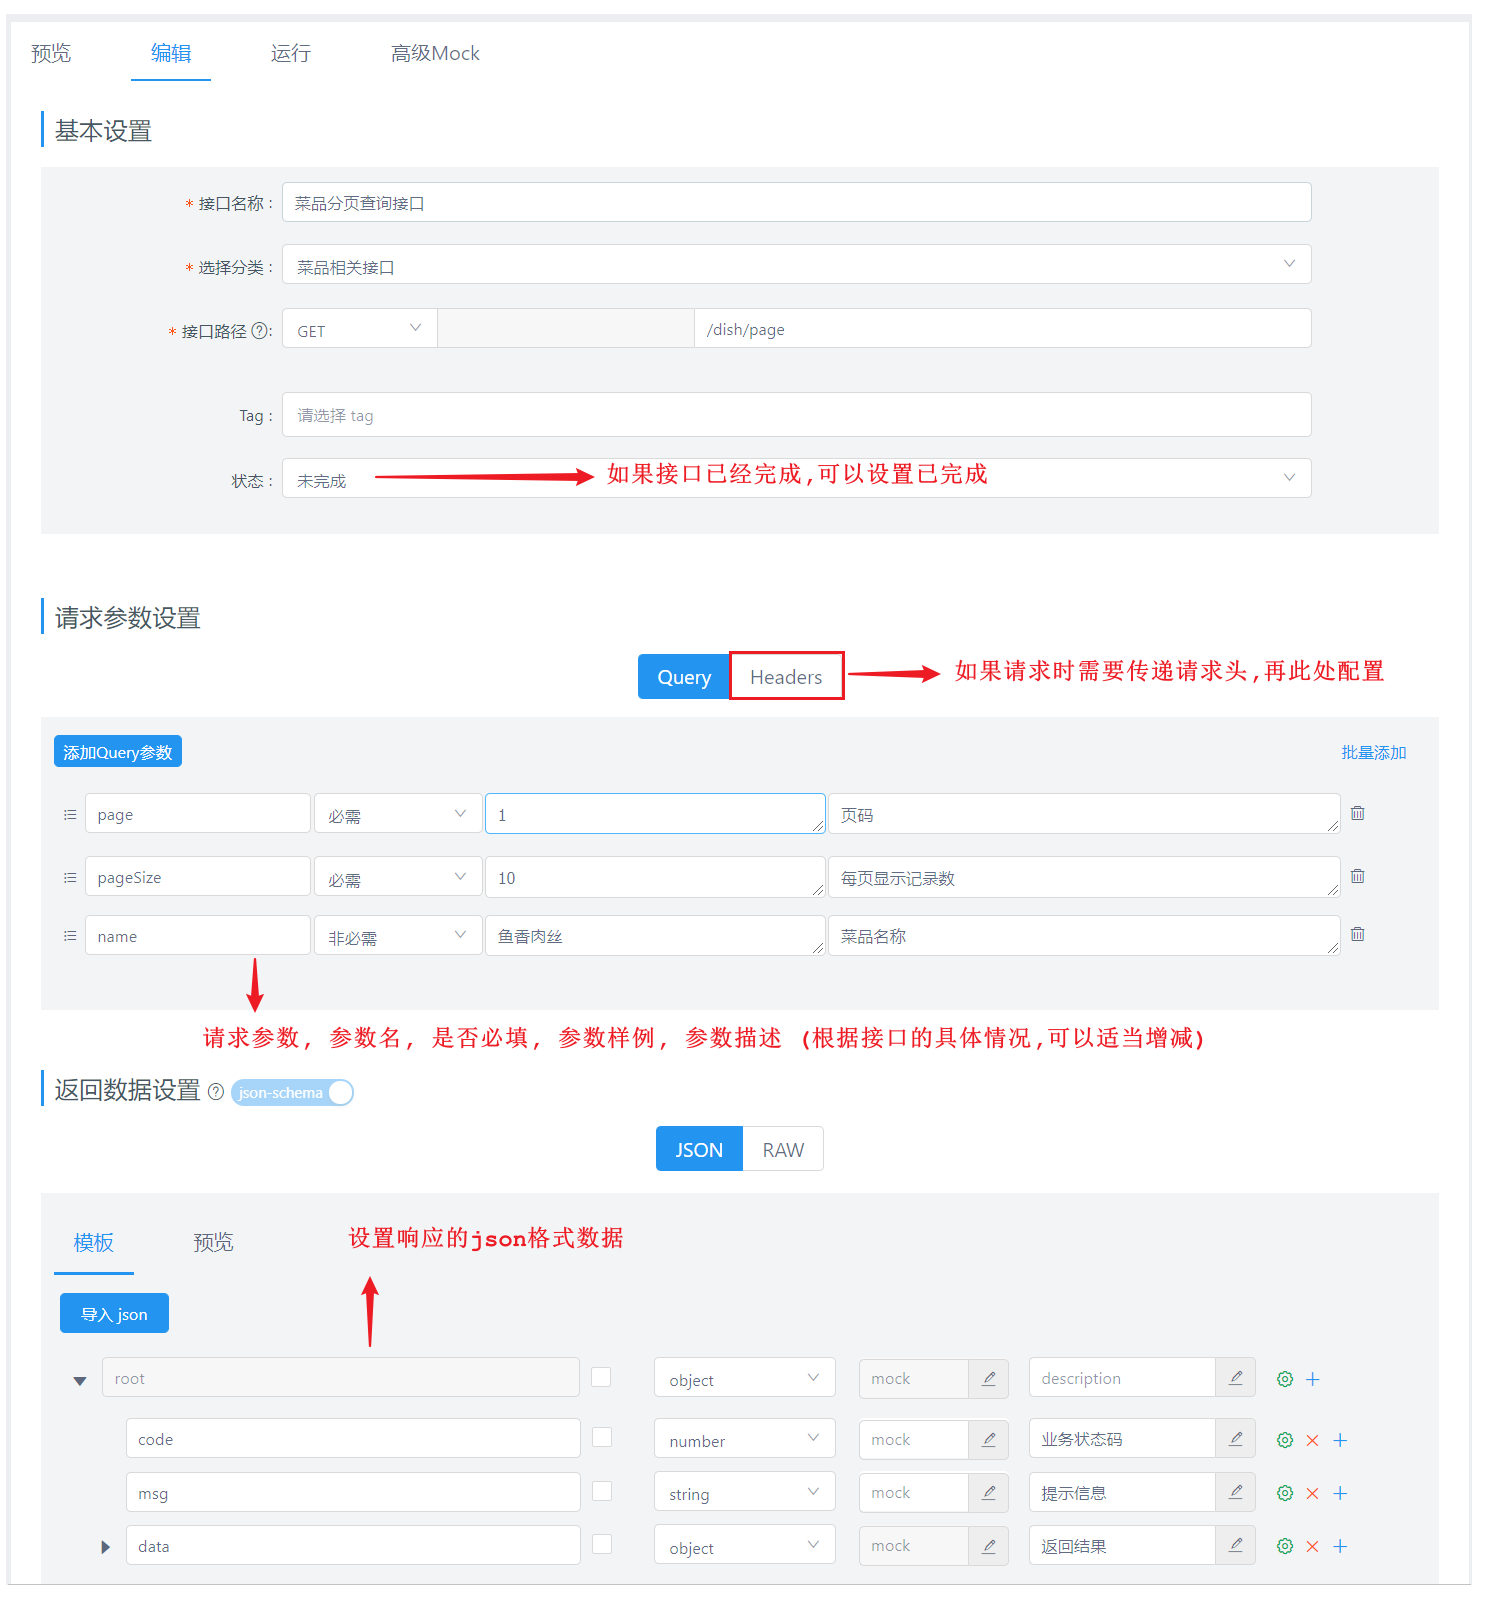 预览 编辑 运行 高级Mock
基本设置
* 接口名称 : 菜品分页查询接口
* 选择分类 : 菜品相关接口
* 接口路径 ?: GET /dish/page
Tag : 请选择 tag
状态 : 未完成 如果接口已经完成,可以设置已完成
请求参数设置
Query Headers 如果请求时需要传递请求头,再此处配置
添加Query参数 批量添加
page 必需 1 页码
pageSize 必需 10 每页显示记录数
name 非必需 鱼香肉丝 菜品名称
请求参数, 参数名, 是否必填, 参数样例, 参数描述 (根据接口的具体情况,可以适当增减)
返回数据设置 ? json-schema
JSON RAW
模板 预览 设置响应的json格式数据
导入 json
root object mock description
code number mock 业务状态码
msg string mock 提示信息
data object mock 返回结果